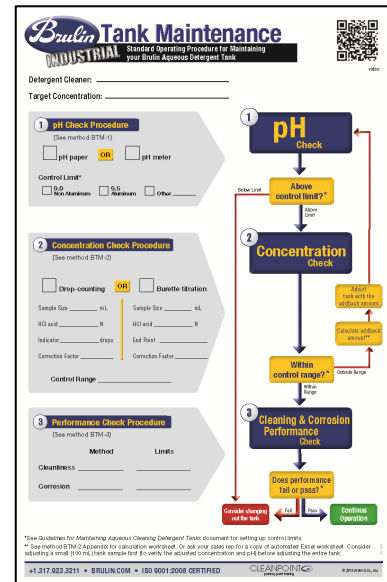 Brulin
INDUSTRIAL
Tank Maintenance
Standard Operating Procedure for Maintaining
your Brulin Aqueous Detergent Tank
video
Detergent Cleaner:
Target Concentration:
1 pH Check Procedure
(See method BTM-1)
pH paper OR pH meter
Control Limit*
9.0
Non Aluminum
9.5
Aluminum
Other
2 Concentration Check Procedure
(See method BTM-2)
Drop-counting OR Burette titration
Sample Size mL
HCl acid N
Indicator drops
Correction Factor
Sample Size mL
HCl acid N
End Point
Correction Factor
Control Range
3 Performance Check Procedure
(See method BTM-3)
Method Limits
Cleanliness
Corrosion
1
pH
Check
Above
control limit?*
Below Limit
Above
Limit
2
Concentration
Check
Adjust
tank with the
addback amount
Calculate addback
amount**
Within
control range?*
Outside Range
Within
Range
3
Cleaning & Corrosion
Performance
Check
Does performance
fail or pass?*
Fail Pass
Consider changing
out the tank
Continue
Operation
*See Guidelines for Maintaining Aqueous Cleaning Detergent Tanks document for setting up control limits.
** See method BTM-2 Appendix for calculation worksheet. Or ask your sales rep for a copy of automated Excel worksheet. Consider
adjusting a small (100 mL) tank sample first (to verify the adjusted concentration and pH) before adjusting the entire tank.
+1.317.923.3211 • BRULIN.COM • ISO 9001:2008 CERTIFIED
CLEANPOINT